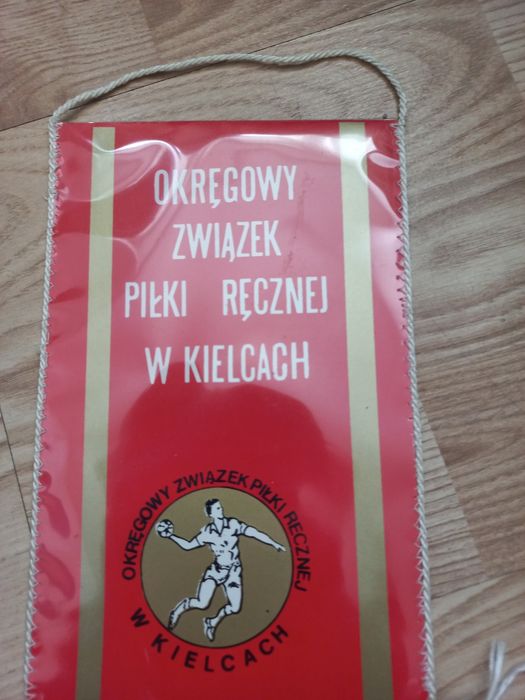 OKRĘGOWY
ZWIĄZEK
PIŁKI RĘCZNEJ
W KIELCACH
OKRĘGOWY ZWIĄZEK PIŁKI RĘCZNEJ
W KIELCACH